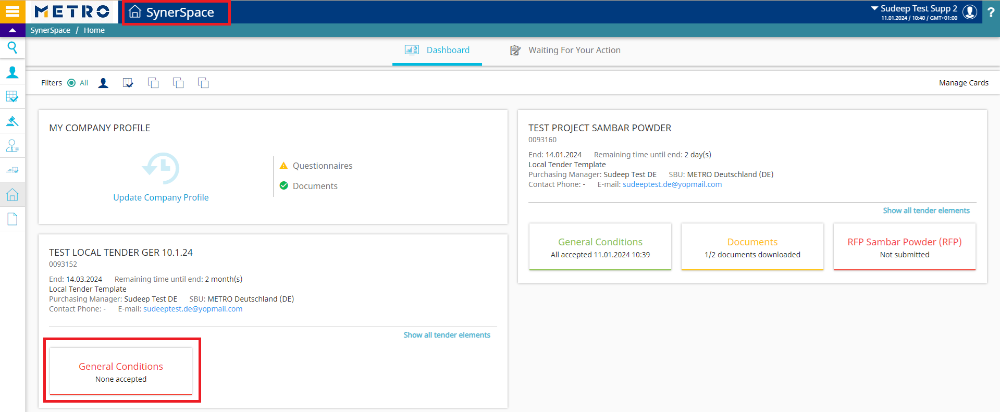 METRO
SynerSpace
Sudeep Test Supp 2
11.01.2024 / 10:40 / GMT+01:00
?
SynerSpace / Home
Dashboard
Waiting For Your Action
Filters All
Manage Cards
MY COMPANY PROFILE
Update Company Profile
Questionnaires
Documents
TEST LOCAL TENDER GER 10.1.24
0093152
End: 14.03.2024 Remaining time until end: 2 month(s)
Local Tender Template
Purchasing Manager: Sudeep Test DE SBU: METRO Deutschland (DE)
Contact Phone: - E-mail: sudeeptest.de@yopmail.com
Show all tender elements
General Conditions
None accepted
TEST PROJECT SAMBAR POWDER
0093160
End: 14.01.2024 Remaining time until end: 2 day(s)
Local Tender Template
Purchasing Manager: Sudeep Test DE SBU: METRO Deutschland (DE)
Contact Phone: - E-mail: sudeeptest.de@yopmail.com
Show all tender elements
General Conditions
All accepted 11.01.2024 10:39
Documents
1/2 documents downloaded
RFP Sambar Powder (RFP)
Not submitted